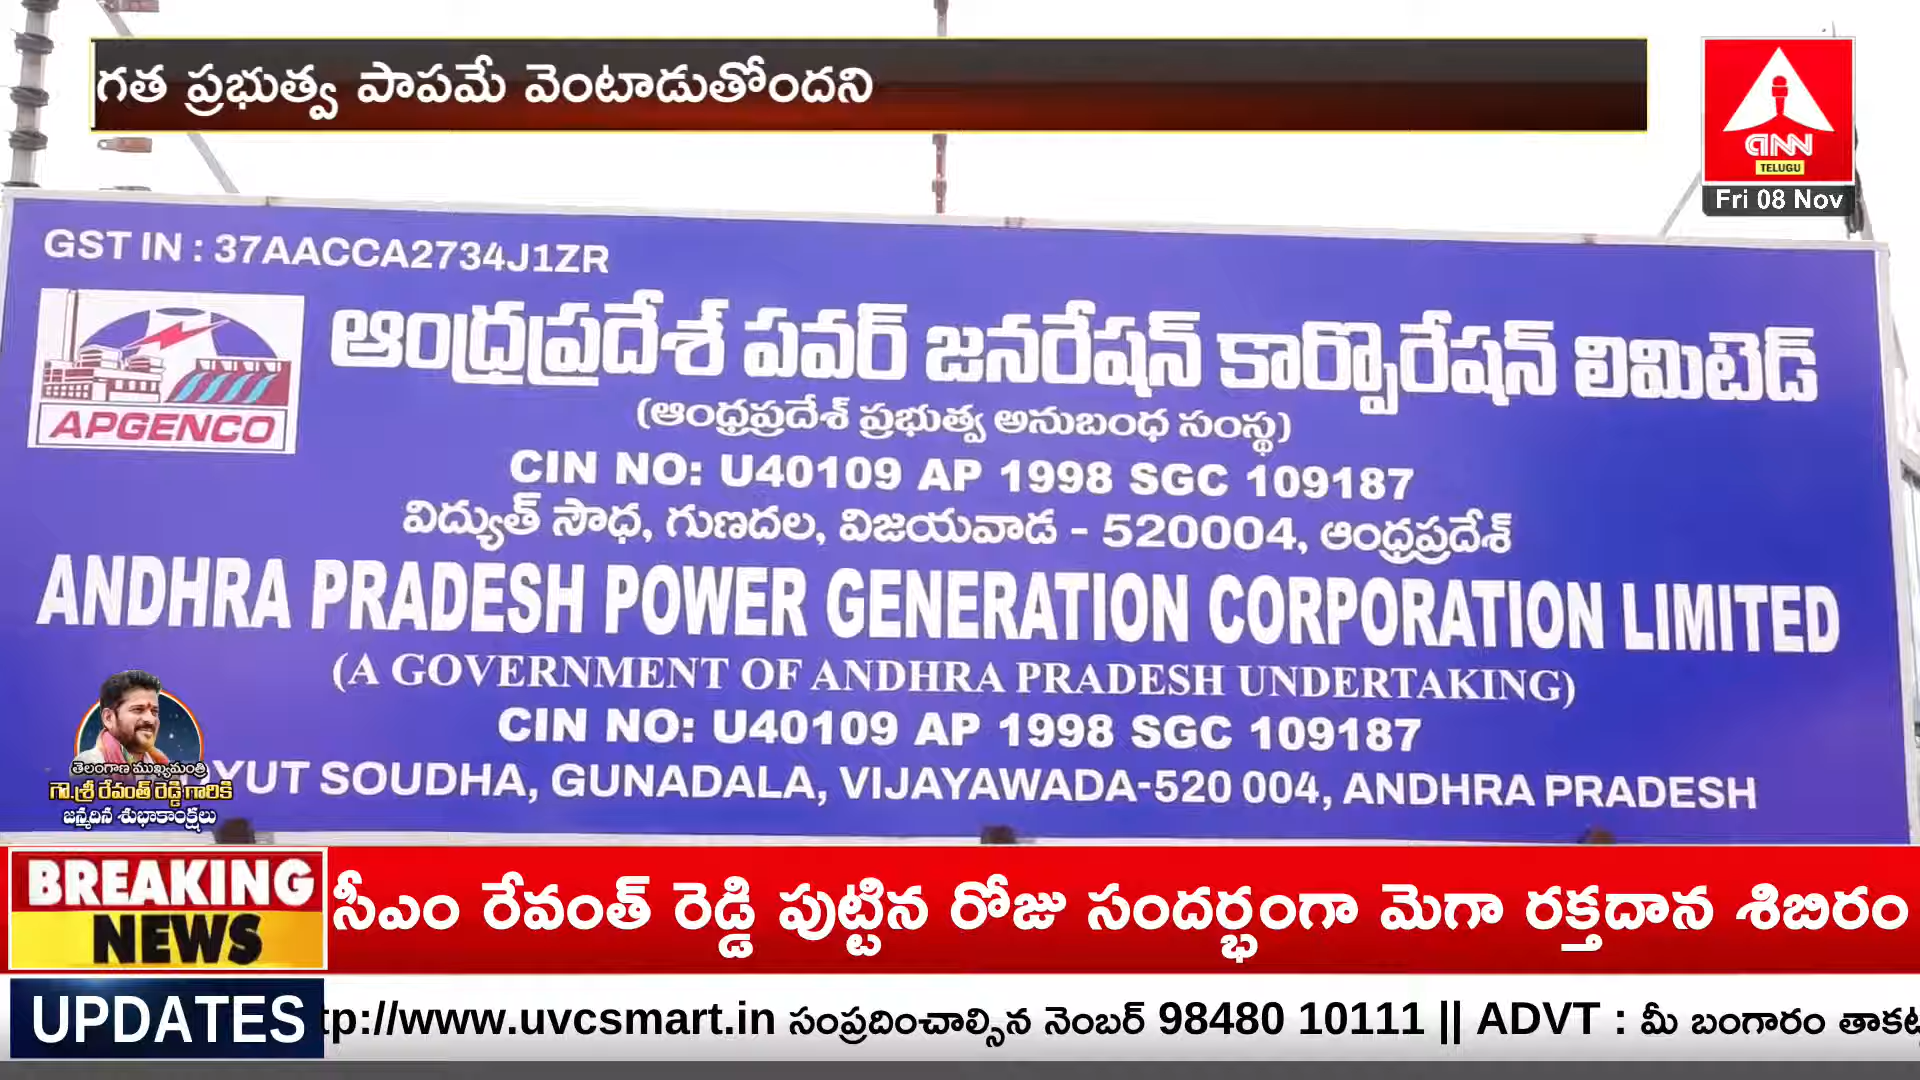 గత ప్రభుత్వ పాపమే వెంటాడుతోందని
ANN
TELUGU
Fri 08 Nov
GST IN : 37AACCA2734J1ZR
APGENCO
ఆంధ్రప్రదేశ్ పవర్ జనరేషన్ కార్పొరేషన్ లిమిటెడ్
(ఆంధ్రప్రదేశ్ ప్రభుత్వ అనుబంధ సంస్థ)
CIN NO: U40109 AP 1998 SGC 109187
విద్యుత్ సౌధ, గుణదల, విజయవాడ - 520004, ఆంధ్రప్రదేశ్
ANDHRA PRADESH POWER GENERATION CORPORATION LIMITED
(A GOVERNMENT OF ANDHRA PRADESH UNDERTAKING)
CIN NO: U40109 AP 1998 SGC 109187
YUT SOUDHA, GUNADALA, VIJAYAWADA-520 004, ANDHRA PRADESH
తెలంగాణ ముఖ్యమంత్రి
గౌ.శ్రీ రేవంత్ రెడ్డి గారికి
జన్మదిన శుభాకాంక్షలు
BREAKING NEWS
సీఎం రేవంత్ రెడ్డి పుట్టిన రోజు సందర్భంగా మెగా రక్తదాన శిబిరం
UPDATES
tp://www.uvcsmart.in సంప్రదించాల్సిన నెంబర్ 98480 10111 || ADVT : మీ బంగారం